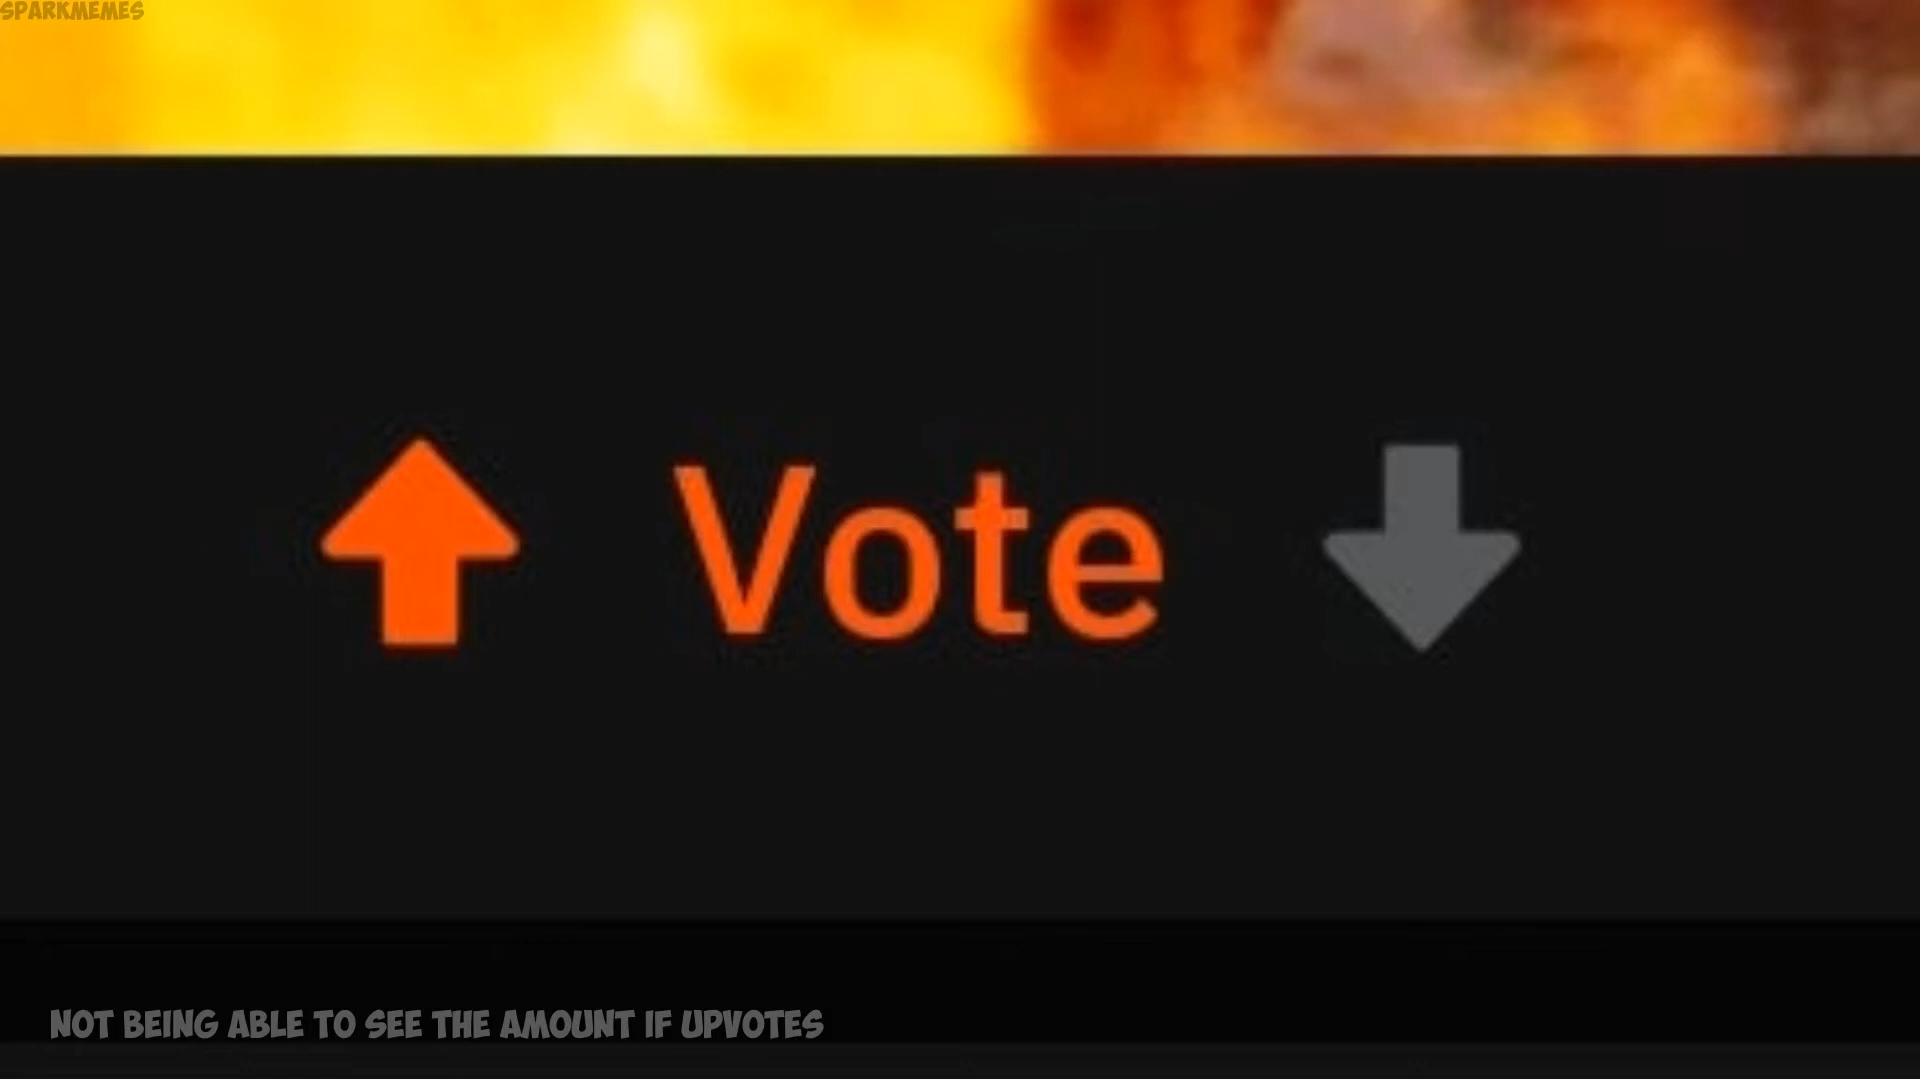 SPARKMEMES
Vote
NOT BEING ABLE TO SEE THE AMOUNT IF UPVOTES